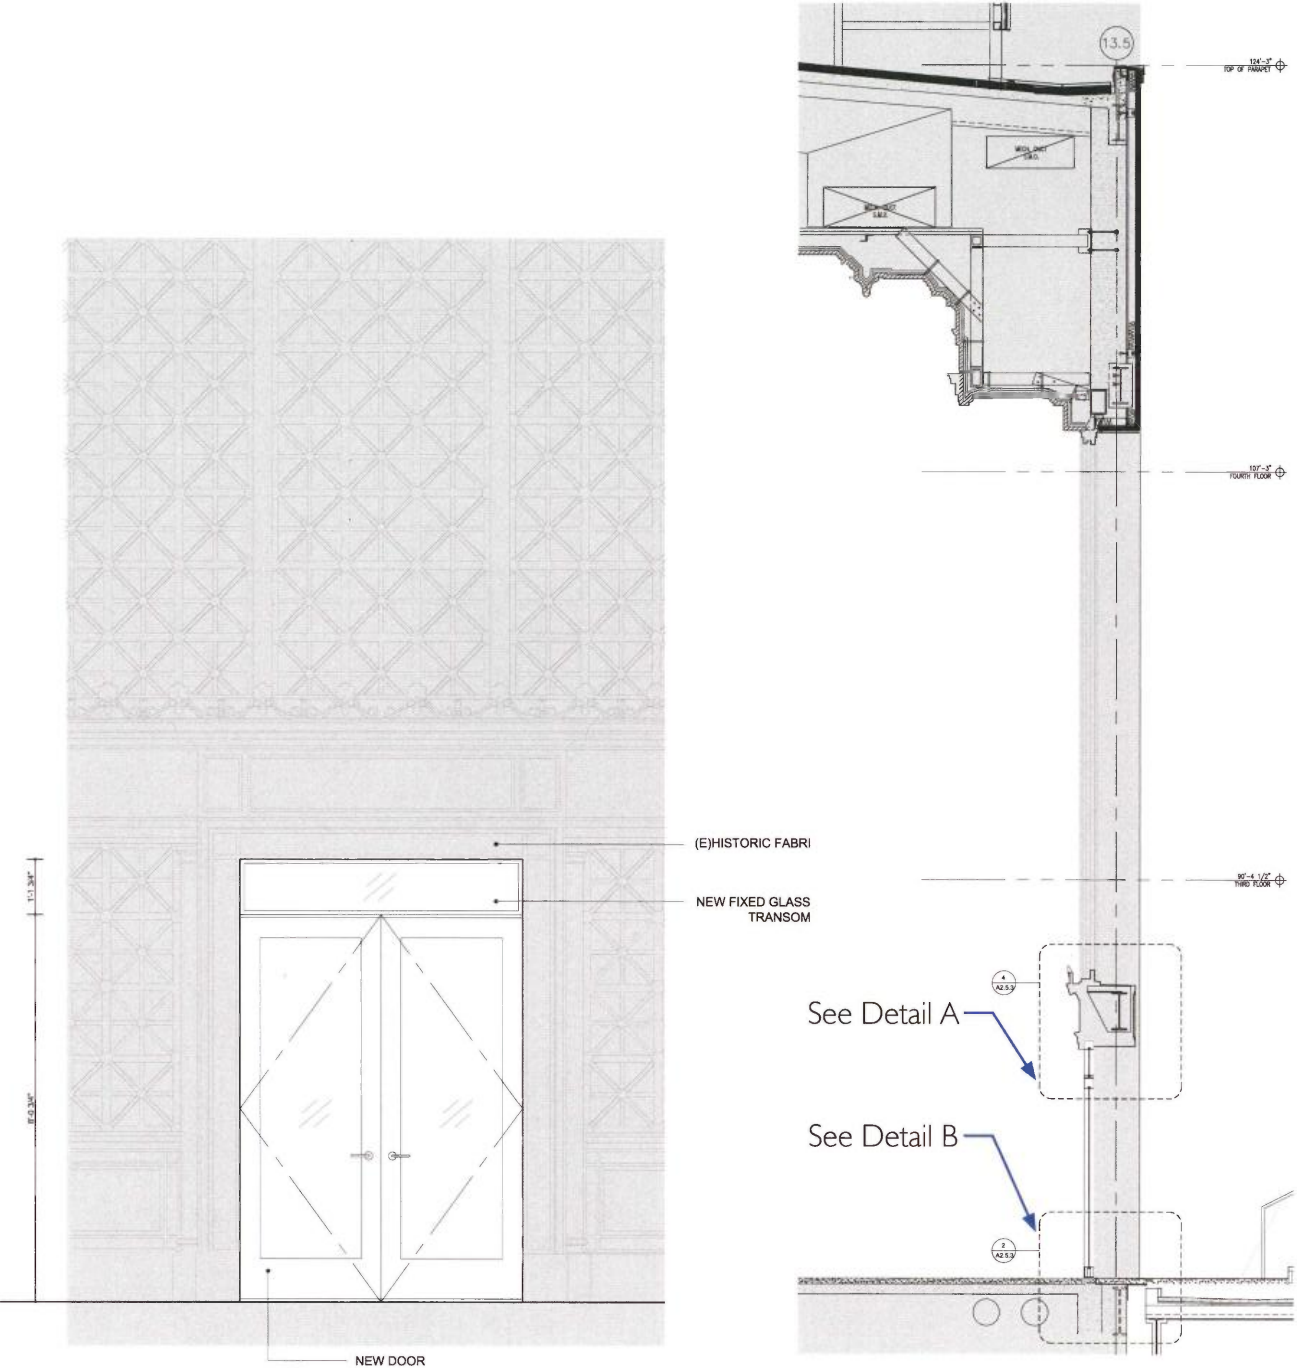 13.5
124'-3"
TOP OF PARAPET
MECH. DUCT
S.M.D.
107'-3"
FOURTH FLOOR
(E)HISTORIC FABRI
1'-1 3/4"
90'-4 1/2"
THIRD FLOOR
NEW FIXED GLASS
TRANSOM
4
A2.5.3
See Detail A
8'-0 3/4"
See Detail B
2
A2.5.3
NEW DOOR